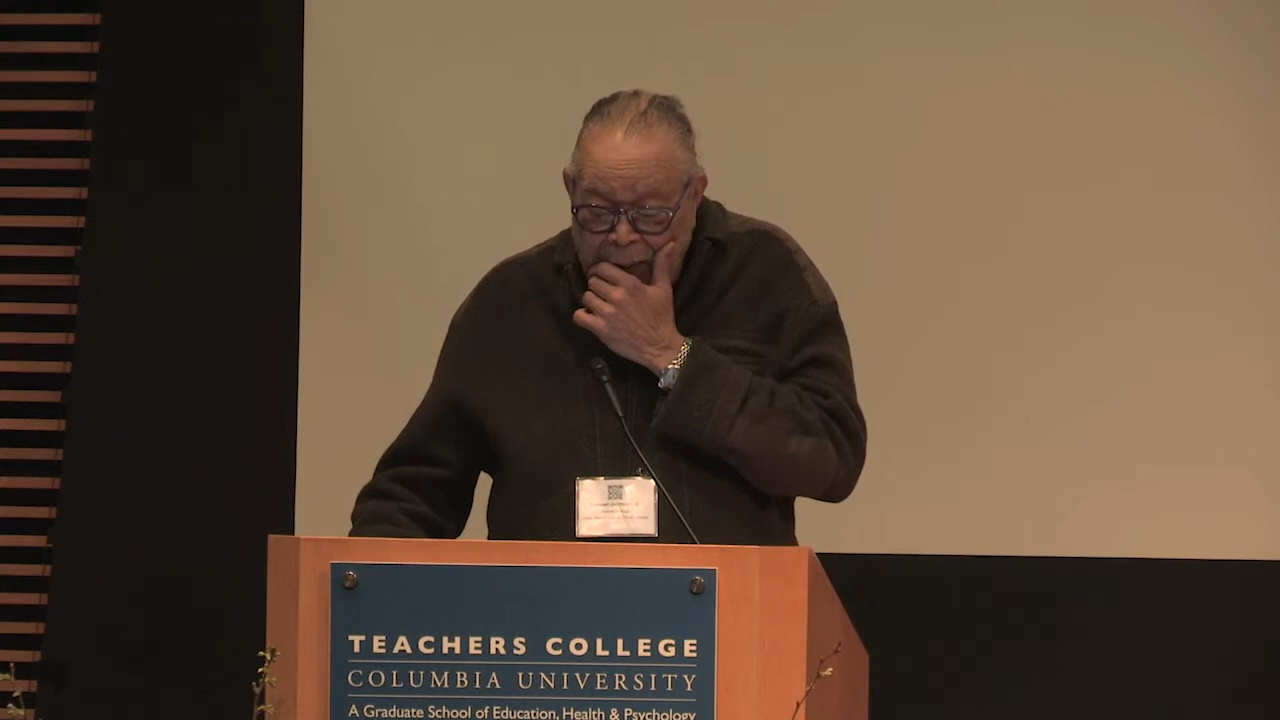 TEACHERS COLLEGE
COLUMBIA UNIVERSITY
A Graduate School of Education, Health & Psychology